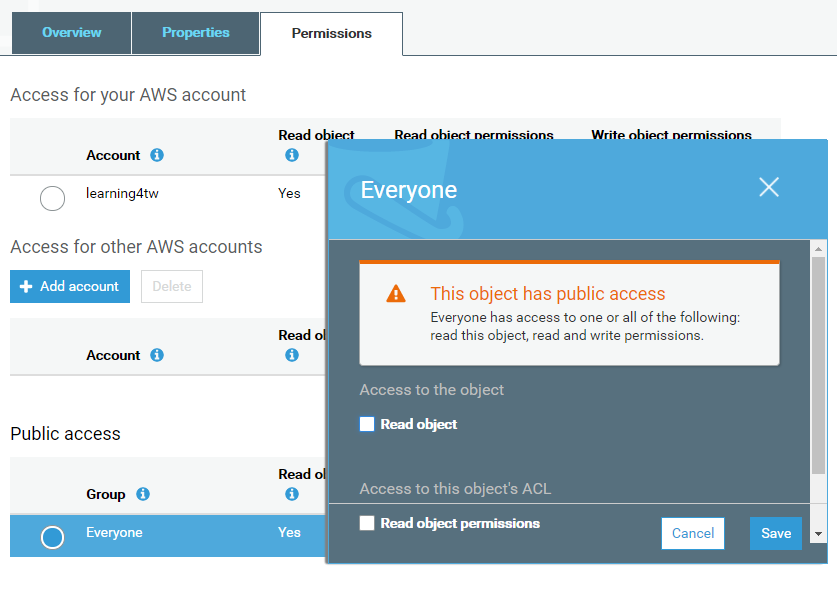 Overview
Properties
Permissions
Access for your AWS account
Account
Read object
Read object permissions
Write object permissions
learning4tw
Yes
Access for other AWS accounts
Add account
Delete
Account
Read
Public access
Group
Read
Everyone
Yes
Everyone
This object has public access
Everyone has access to one or all of the following:
read this object, read and write permissions.
Access to the object
Read object
Access to this object's ACL
Read object permissions
Cancel
Save